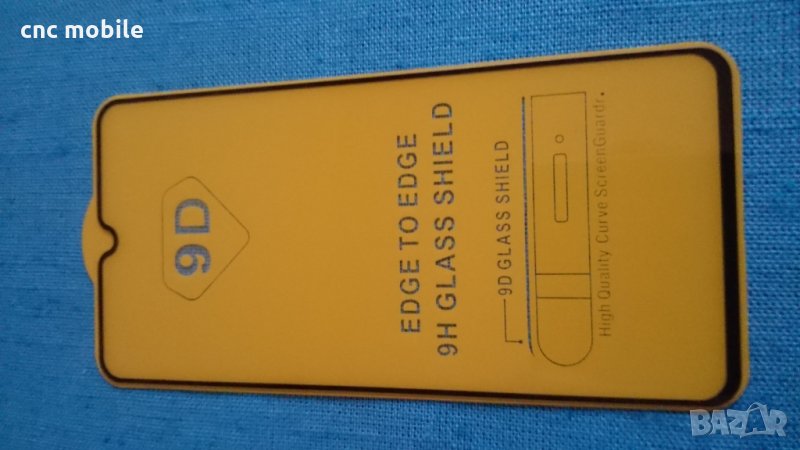 cnc mobile
9D
EDGE TO EDGE
9H GLASS SHIELD
9D GLASS SHIELD
High Quality Curve ScreenGuardr.
BAZAR